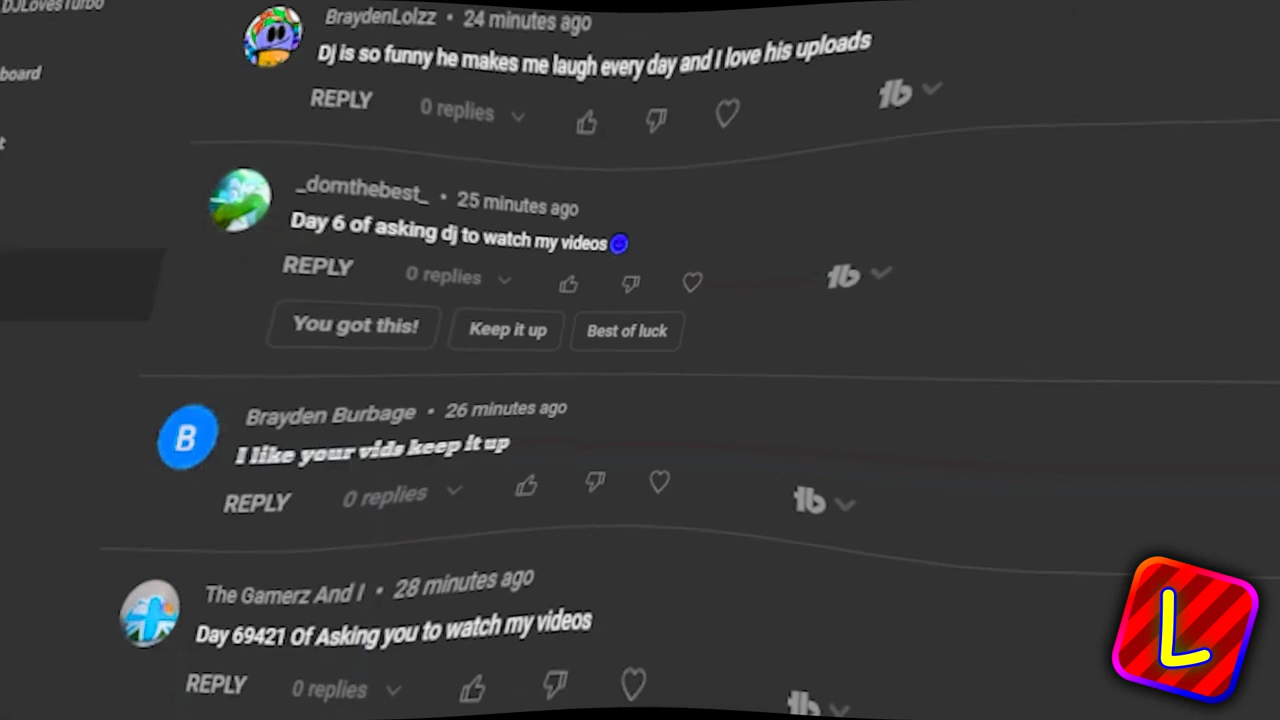 DJLovesTurbo
board
t
BraydenLolzz • 24 minutes ago
Dj is so funny he makes me laugh every day and I love his uploads
REPLY 0 replies
tb
_domthebest_ • 25 minutes ago
Day 6 of asking dj to watch my videos
REPLY 0 replies
tb
You got this! Keep it up Best of luck
B
Brayden Burbage • 26 minutes ago
I like your vids keep it up
REPLY 0 replies
tb
The Gamerz And I • 28 minutes ago
Day 69421 Of Asking you to watch my videos
REPLY 0 replies
tb
L